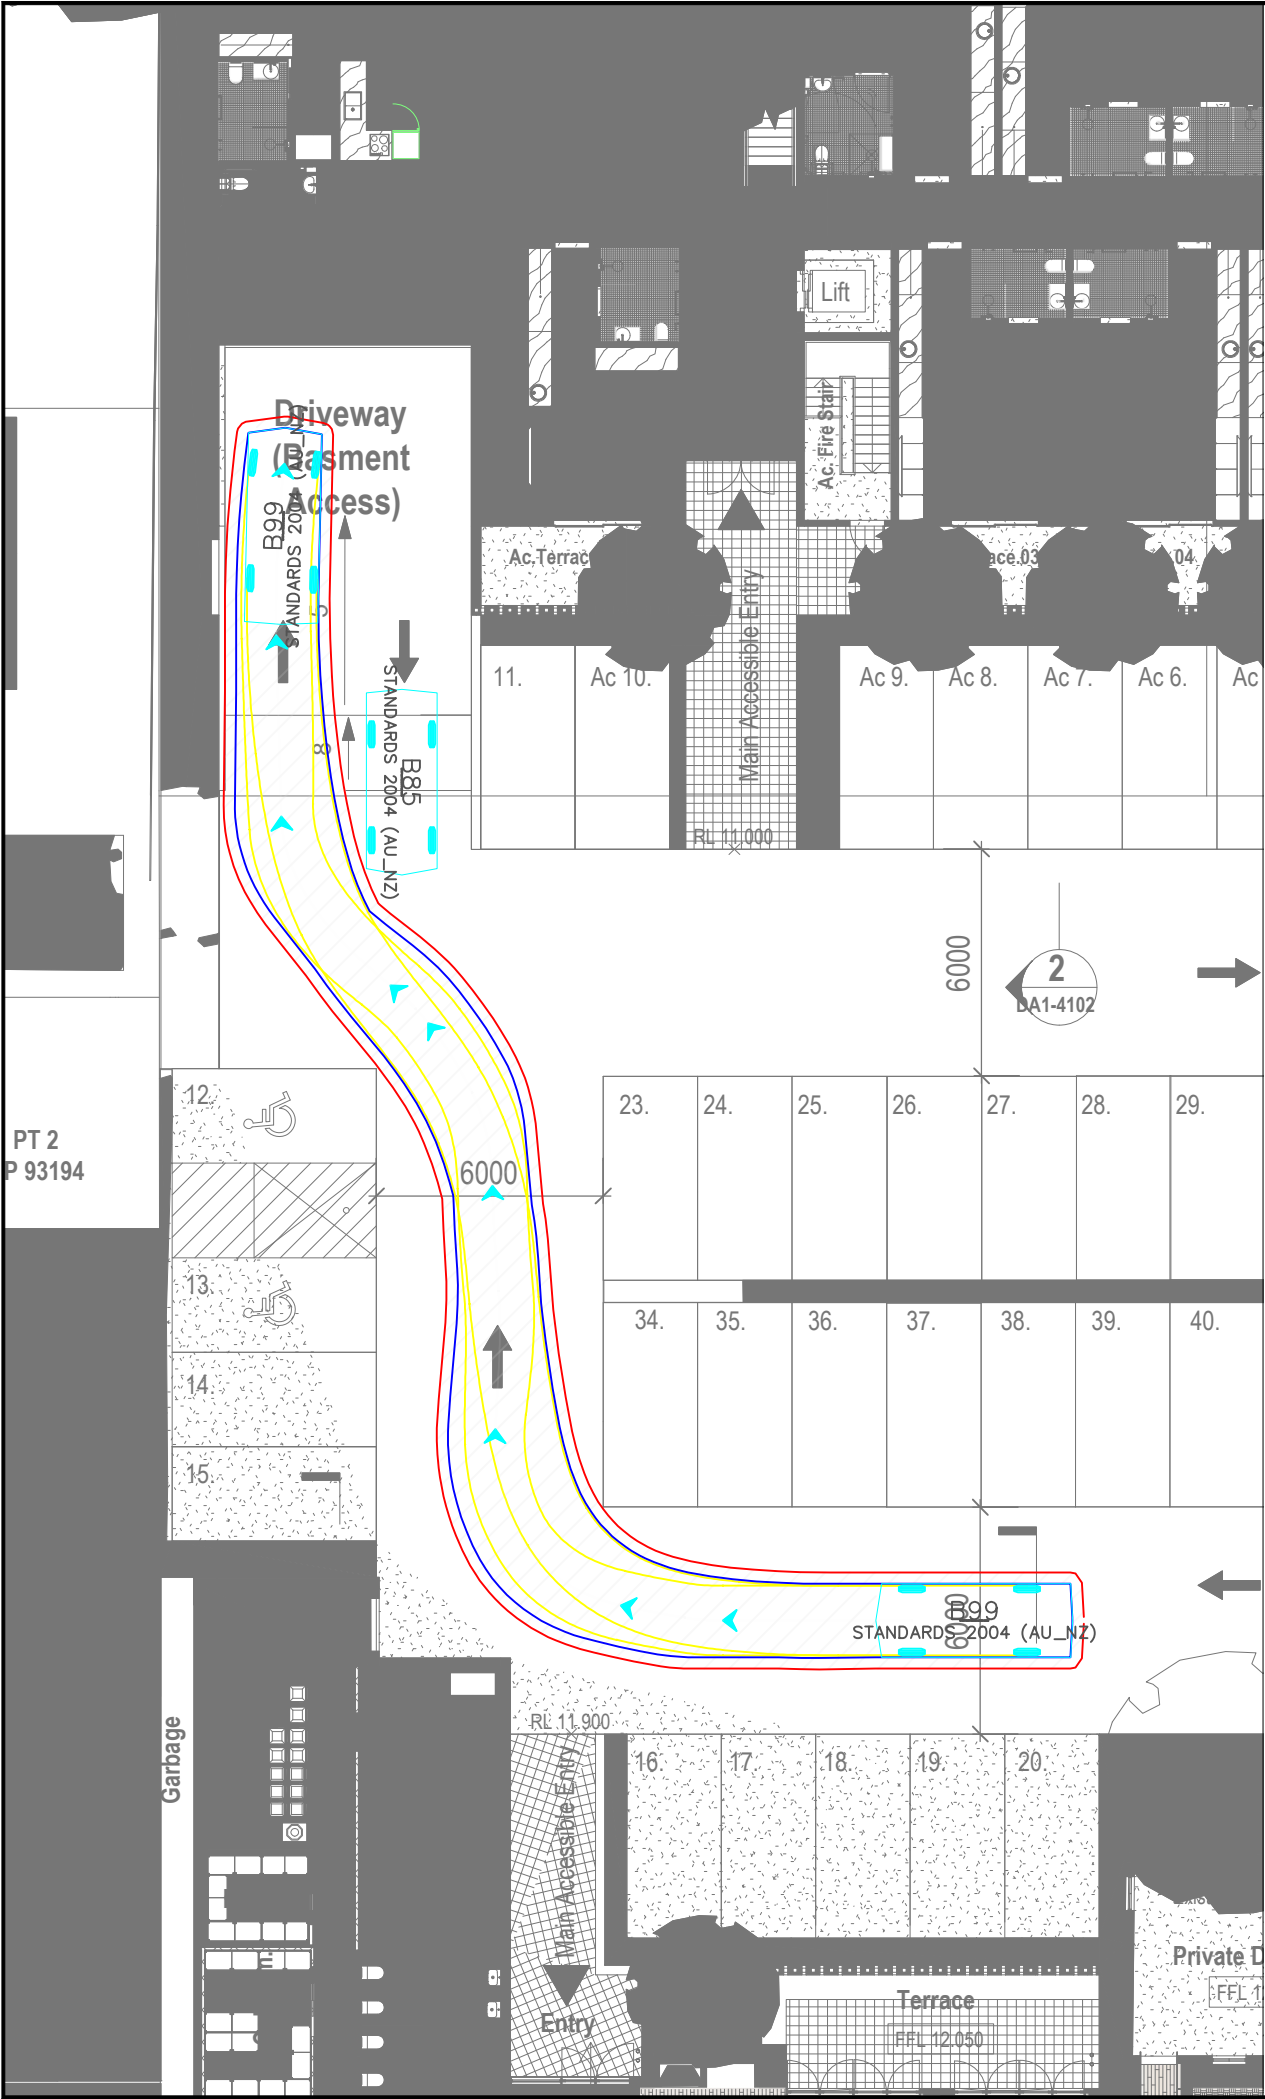 Lift
Ac. Fire Stair
Driveway
(Basment
Access)
B99
STANDARDS 2004 (AU_NZ)
5
8
B85
STANDARDS 2004 (AU_NZ)
Ac.Terrac
ace.03
04
Main Accessible Entry
11.
Ac 10.
Ac 9.
Ac 8.
Ac 7.
Ac 6.
Ac
RL 11.000
6000
2
DA1-4102
12.
PT 2
P 93194
6000
23.
24.
25.
26.
27.
28.
29.
13.
34.
35.
36.
37.
38.
39.
40.
14.
15.
B99
6000
STANDARDS 2004 (AU_NZ)
Garbage
RL 11.900
Main Accessible Entry
16.
17.
18.
19.
20.
Entry
Terrace
FFL 12.050
Private D
FFL 12